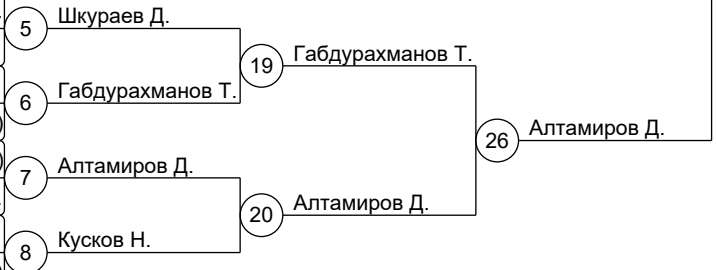 5 Шкураев Д.
19 Габдурахманов Т.
6 Габдурахманов Т.
26 Алтамиров Д.
7 Алтамиров Д.
20 Алтамиров Д.
8 Кусков Н.